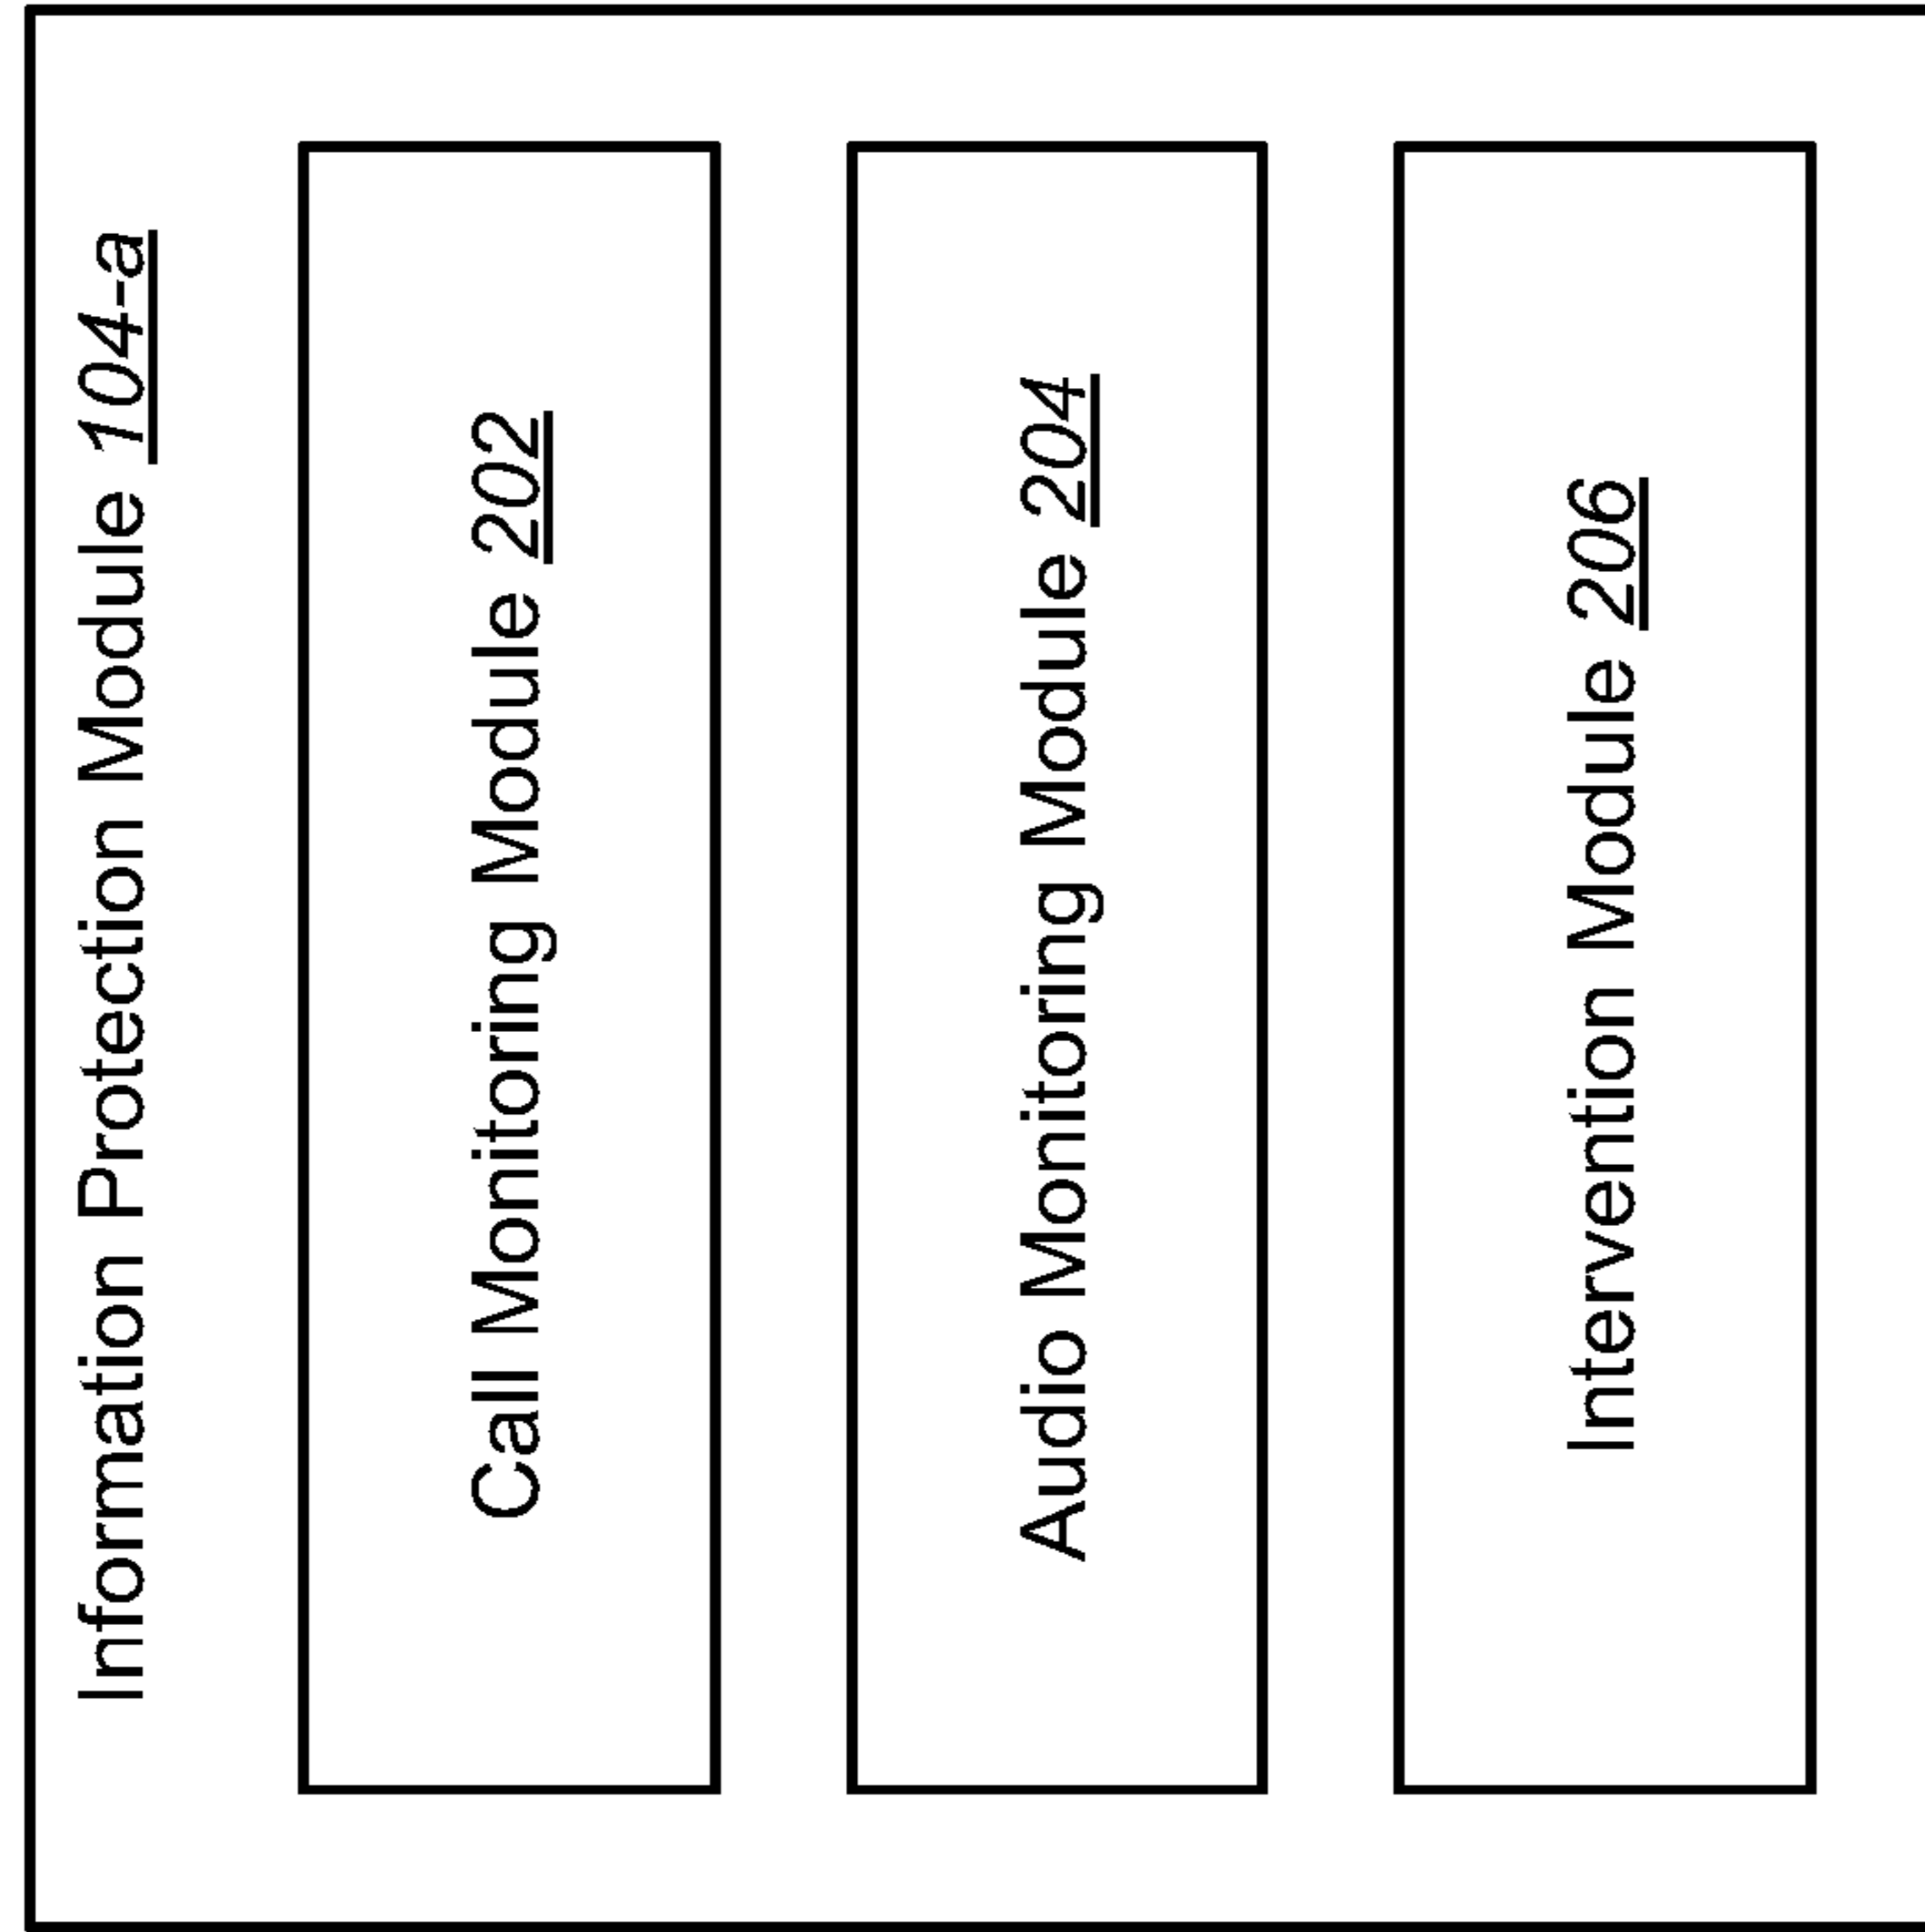 Information Protection Module 104-a
Call Monitoring Module 202
Audio Monitoring Module 204
Intervention Module 206